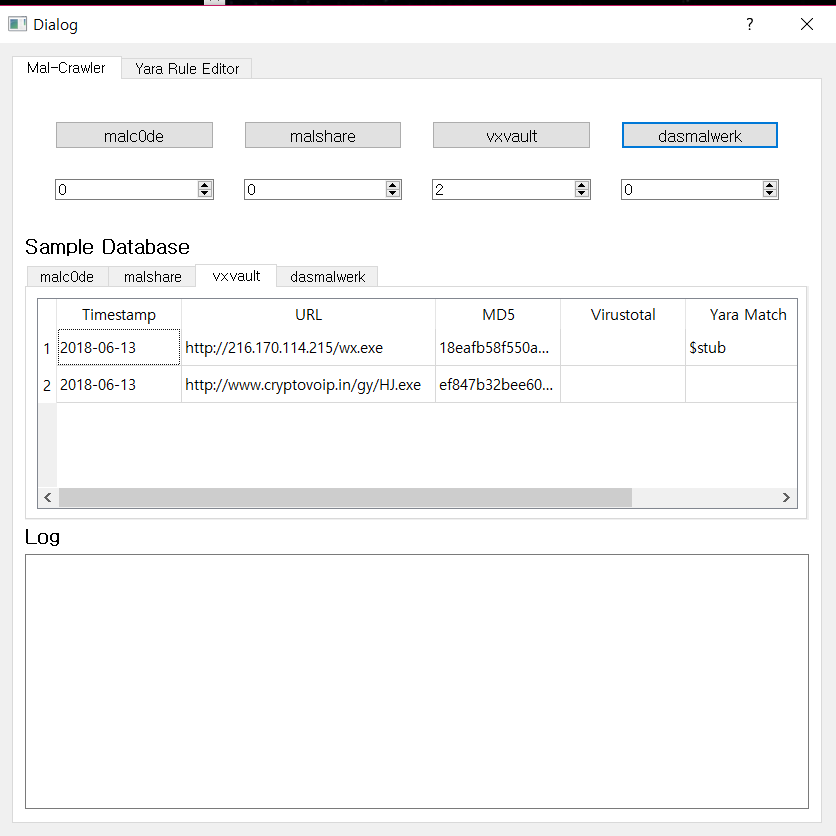 Dialog
?
Mal-Crawler Yara Rule Editor
malc0de malshare vxvault dasmalwerk
0 0 2 0
Sample Database
malc0de malshare vxvault dasmalwerk
Timestamp URL MD5 Virustotal Yara Match
1 2018-06-13 http://216.170.114.215/wx.exe 18eafb58f550a... $stub
2 2018-06-13 http://www.cryptovoip.in/gy/HJ.exe ef847b32bee60...
Log